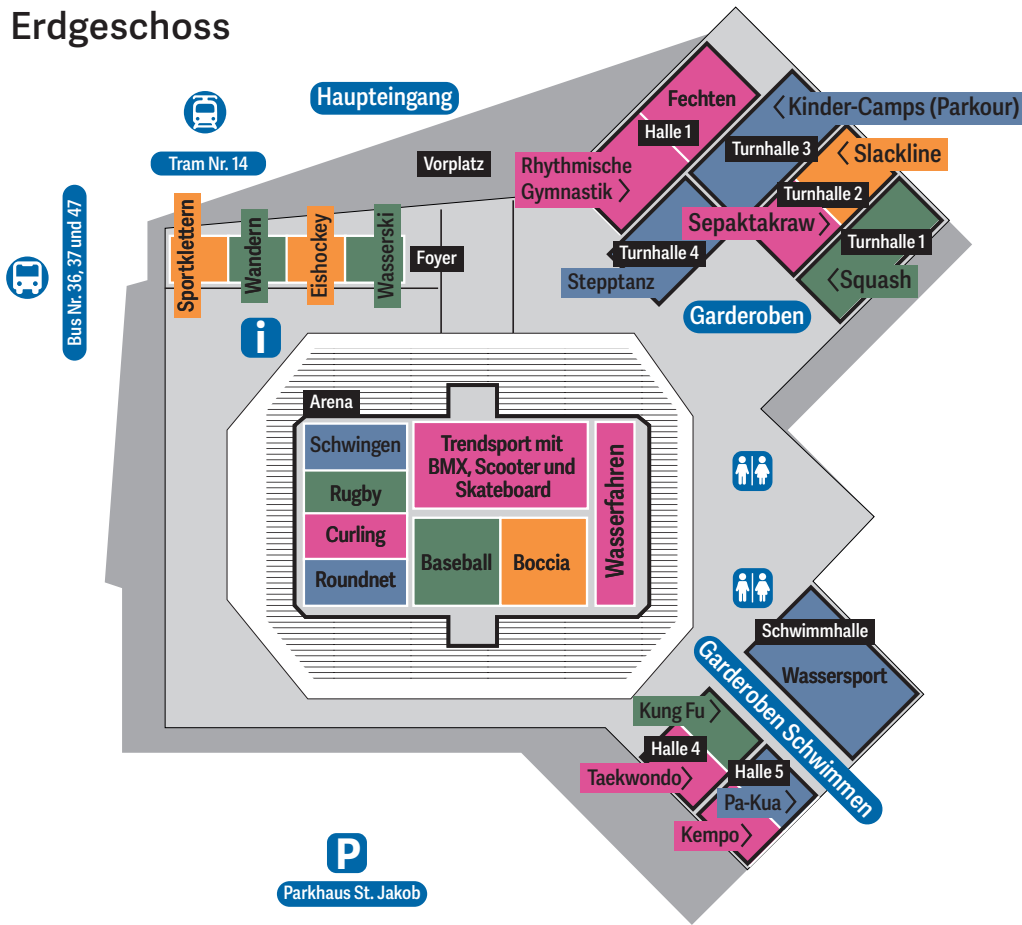 Erdgeschoss
Haupteingang
Tram Nr. 14
Bus Nr. 36, 37 und 47
Vorplatz
Foyer
Sportklettern
Wandern
Eishockey
Wasserski
i
Fechten
Halle 1
Rhythmische
Gymnastik >
< Kinder-Camps (Parkour)
Turnhalle 3
< Slackline
Turnhalle 2
Sepaktakraw >
Turnhalle 1
< Squash
Turnhalle 4
Stepptanz
Garderoben
Arena
Schwingen
Rugby
Curling
Roundnet
Trendsport mit
BMX, Scooter und
Skateboard
Baseball
Boccia
Wasserfahren
Schwimmhalle
Wassersport
Garderoben Schwimmen
Kung Fu >
Halle 4
Taekwondo >
Halle 5
Pa-Kua >
Kempo >
P
Parkhaus St. Jakob